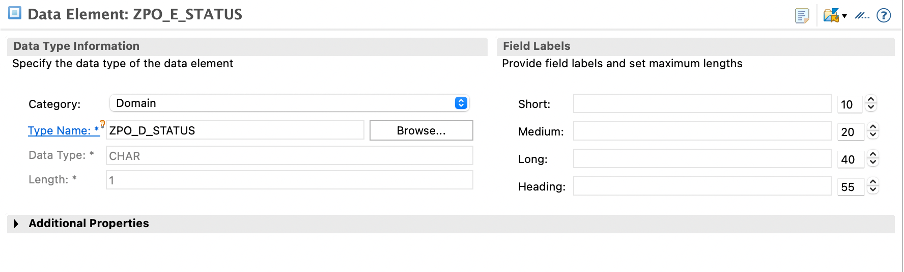 Data Element: ZPO_E_STATUS
Data Type Information
Specify the data type of the data element
Category: Domain
Type Name: * ZPO_D_STATUS Browse...
Data Type: * CHAR
Length: * 1
Field Labels
Provide field labels and set maximum lengths
Short: 10
Medium: 20
Long: 40
Heading: 55
Additional Properties